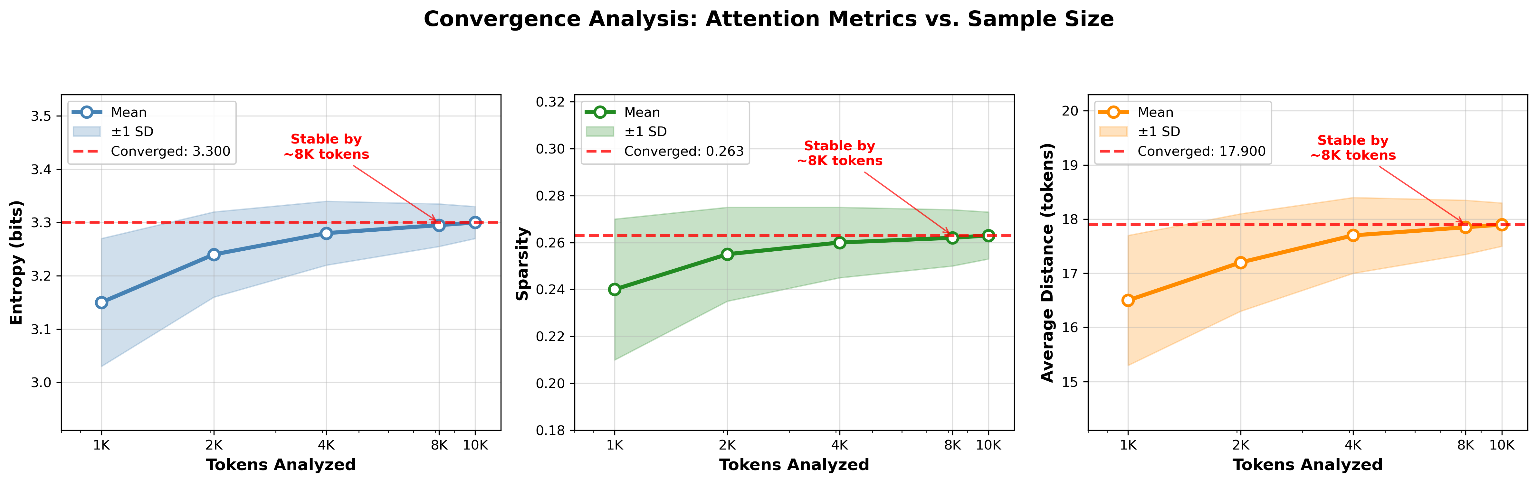 Convergence Analysis: Attention Metrics vs. Sample Size
Entropy (bits)
3.5
3.4
3.3
3.2
3.1
3.0
Mean
±1 SD
Converged: 3.300
Stable by
~8K tokens
1K
2K
4K
8K
10K
Tokens Analyzed
Sparsity
0.32
0.30
0.28
0.26
0.24
0.22
0.20
0.18
Mean
±1 SD
Converged: 0.263
Stable by
~8K tokens
1K
2K
4K
8K
10K
Tokens Analyzed
Average Distance (tokens)
20
19
18
17
16
15
Mean
±1 SD
Converged: 17.900
Stable by
~8K tokens
1K
2K
4K
8K
10K
Tokens Analyzed